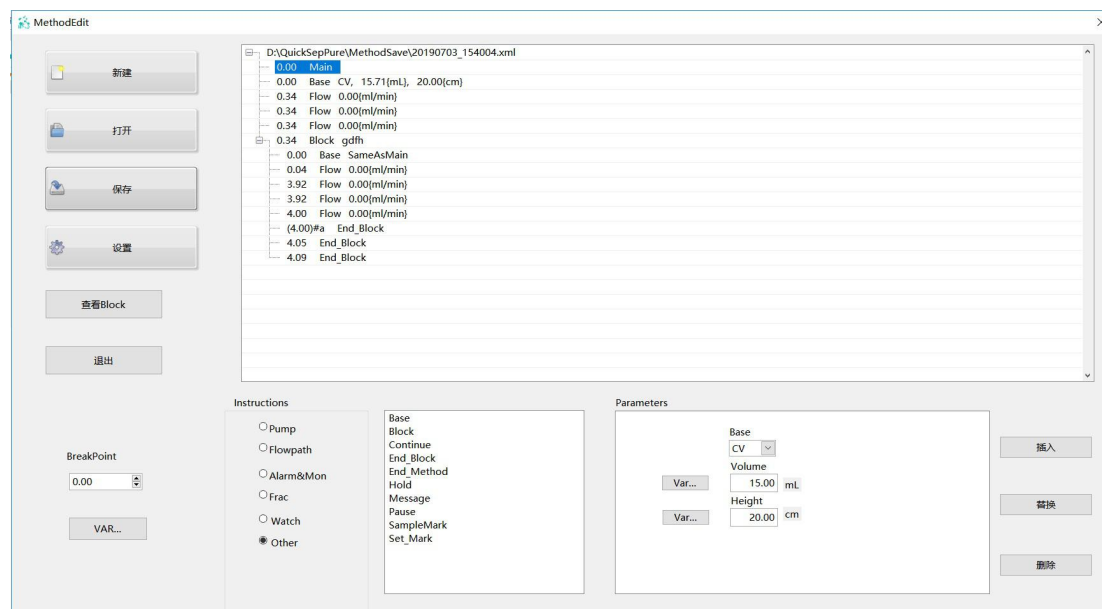 MethodEdit
新建
打开
保存
设置
查看Block
退出
D:\QuickSepPure\MethodSave\20190703_154004.xml
0.00 Main
0.00 Base CV, 15.71{mL}, 20.00{cm}
0.34 Flow 0.00{ml/min}
0.34 Flow 0.00{ml/min}
0.34 Flow 0.00{ml/min}
0.34 Block gdfh
0.00 Base SameAsMain
0.04 Flow 0.00{ml/min}
3.92 Flow 0.00{ml/min}
3.92 Flow 0.00{ml/min}
4.00 Flow 0.00{ml/min}
(4.00)#a End_Block
4.05 End_Block
4.09 End_Block
BreakPoint
0.00
VAR...
Instructions
Pump
Flowpath
Alarm&Mon
Frac
Watch
Other
Base
Block
Continue
End_Block
End_Method
Hold
Message
Pause
SampleMark
Set_Mark
Parameters
Base
CV
Volume
Var... 15.00 mL
Height
Var... 20.00 cm
插入
替换
删除